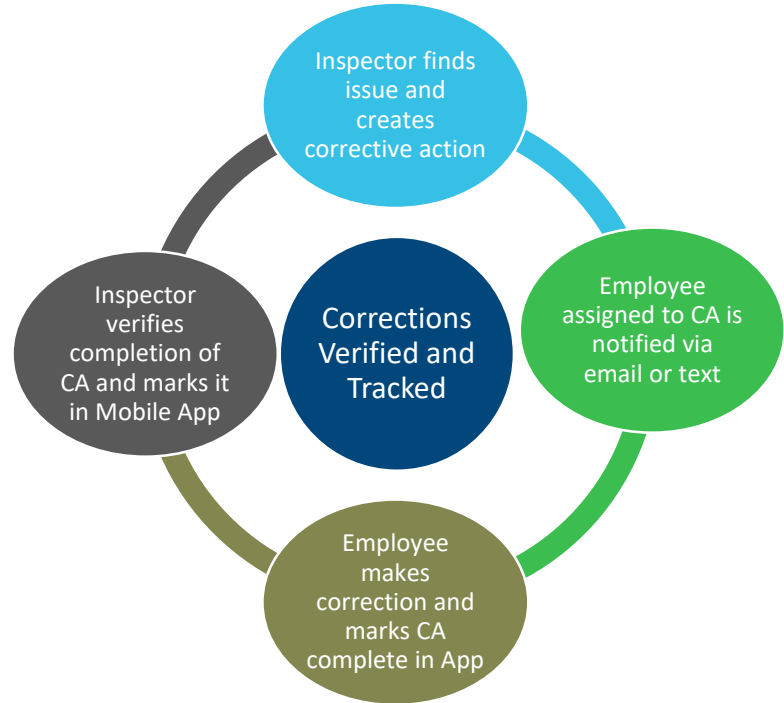 Inspector finds
issue and
creates
corrective action
Employee
assigned to CA is
notified via
email or text
Employee
makes
correction and
marks CA
complete in App
Inspector
verifies
completion of
CA and marks it
in Mobile App
Corrections
Verified and
Tracked